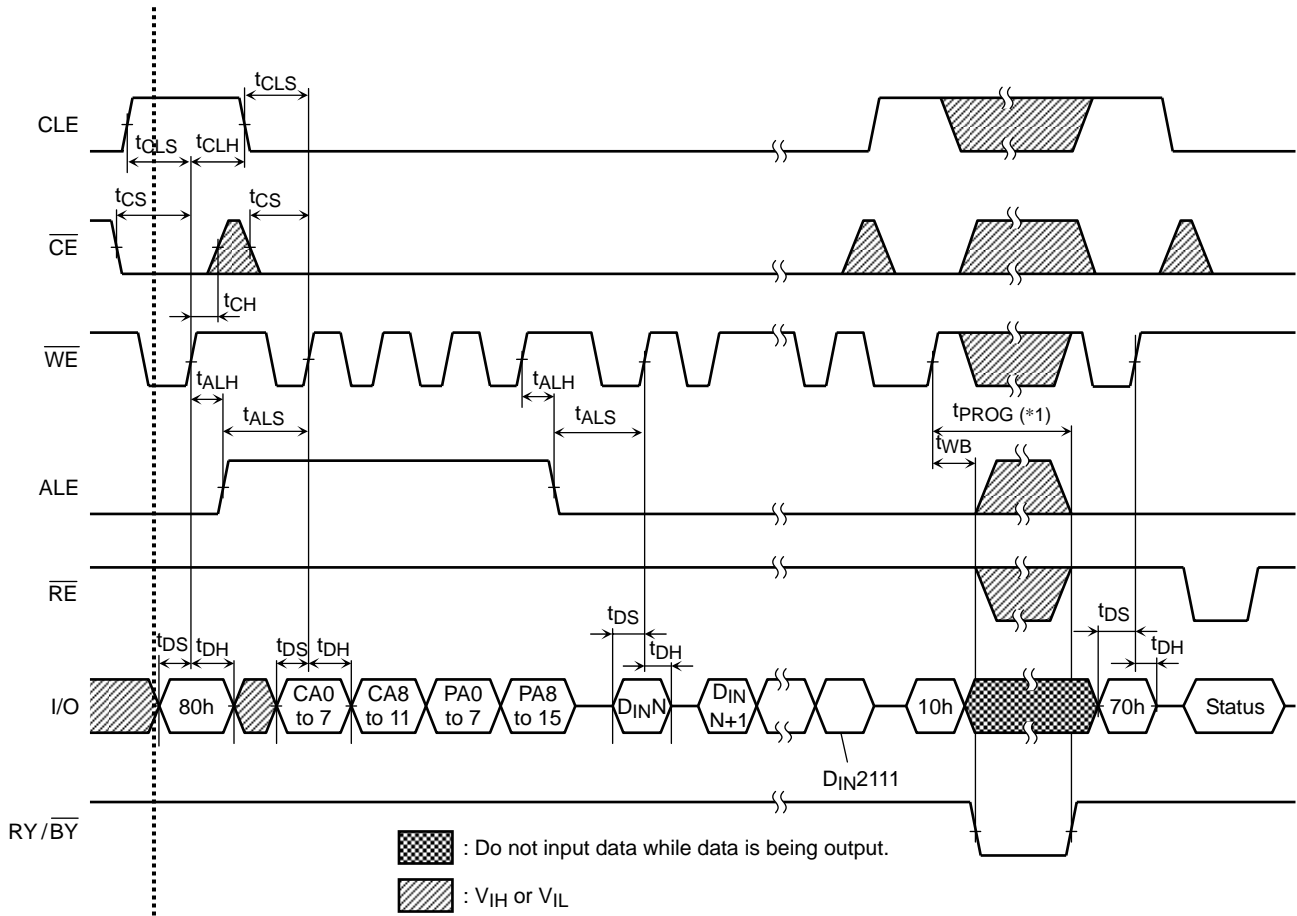 tCLS
CLE
tCLS tCLH
tCS tCS
CE
tCH
WE
tALH tALH
tALS tALS tPROG (*1)
tWB
ALE
RE
tDS tDH tDS tDH tDS tDH tDS tDH
I/O 80h CA0 to 7 CA8 to 11 PA0 to 7 PA8 to 15 DINN DIN N+1 10h 70h Status
DIN2111
RY/BY
: Do not input data while data is being output.
: VIH or VIL